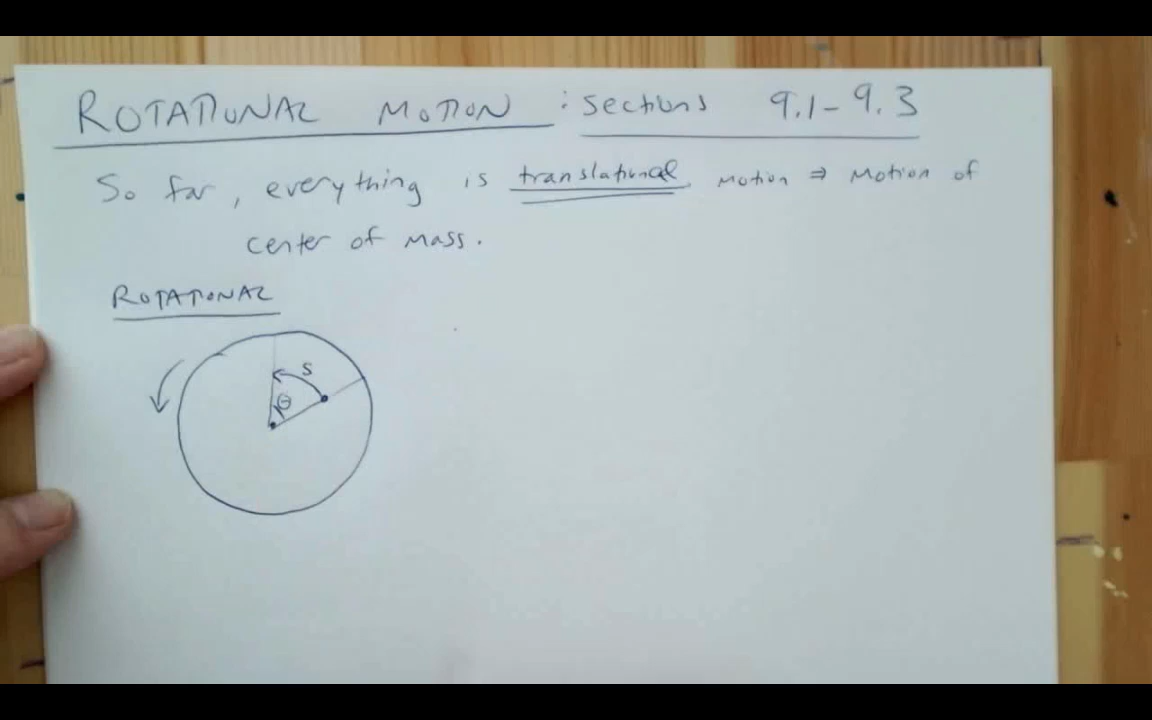 ROTATIONAL MOTION : Sections 9.1-9.3
So far, everything is translational motion ⇒ Motion of
center of mass.
ROTATIONAL
s
θ